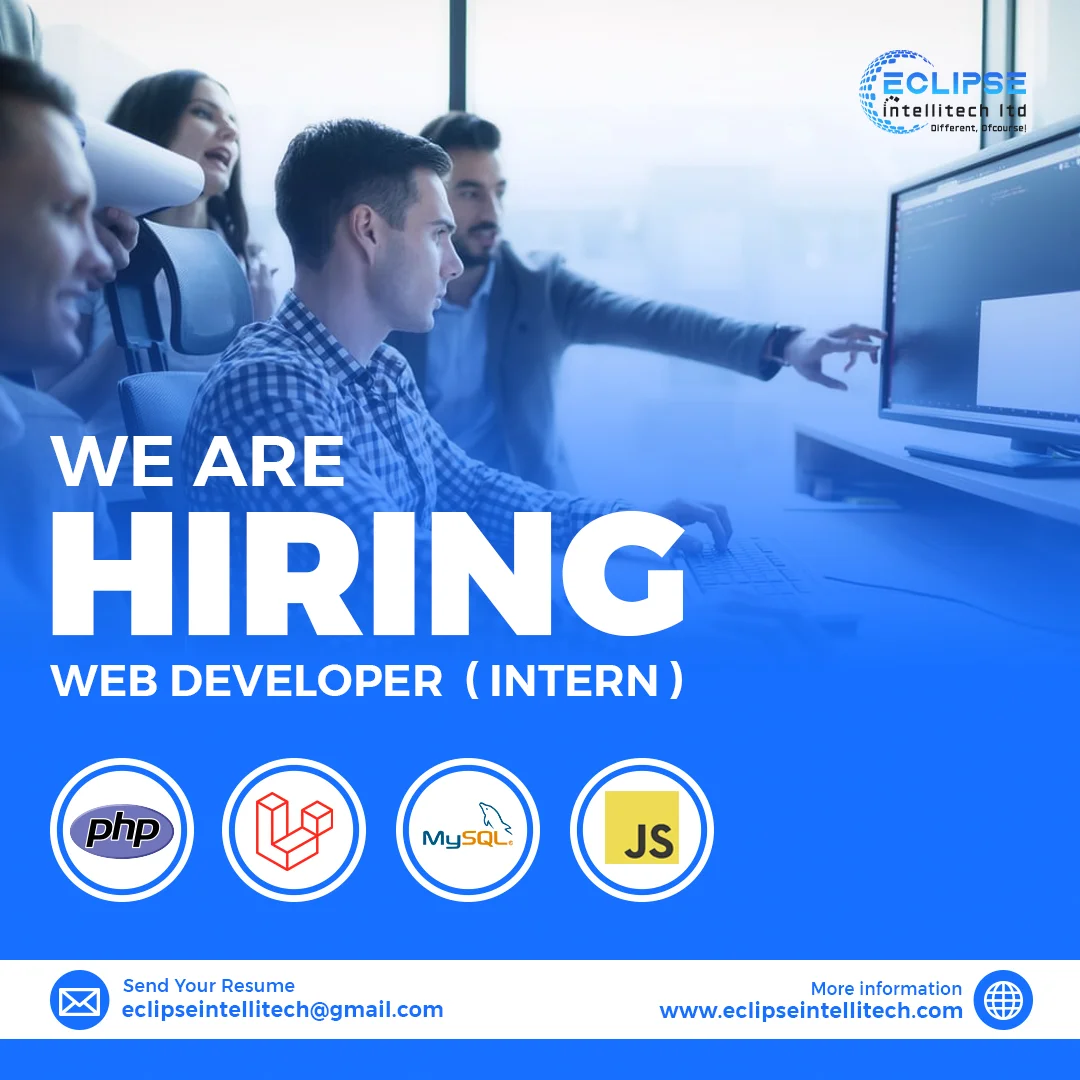 ECLIPSE
intellitech ltd
Different, Ofcourse!
WE ARE
HIRING
WEB DEVELOPER ( INTERN )
php
MySQL®
JS
Send Your Resume
eclipseintellitech@gmail.com
More information
www.eclipseintellitech.com